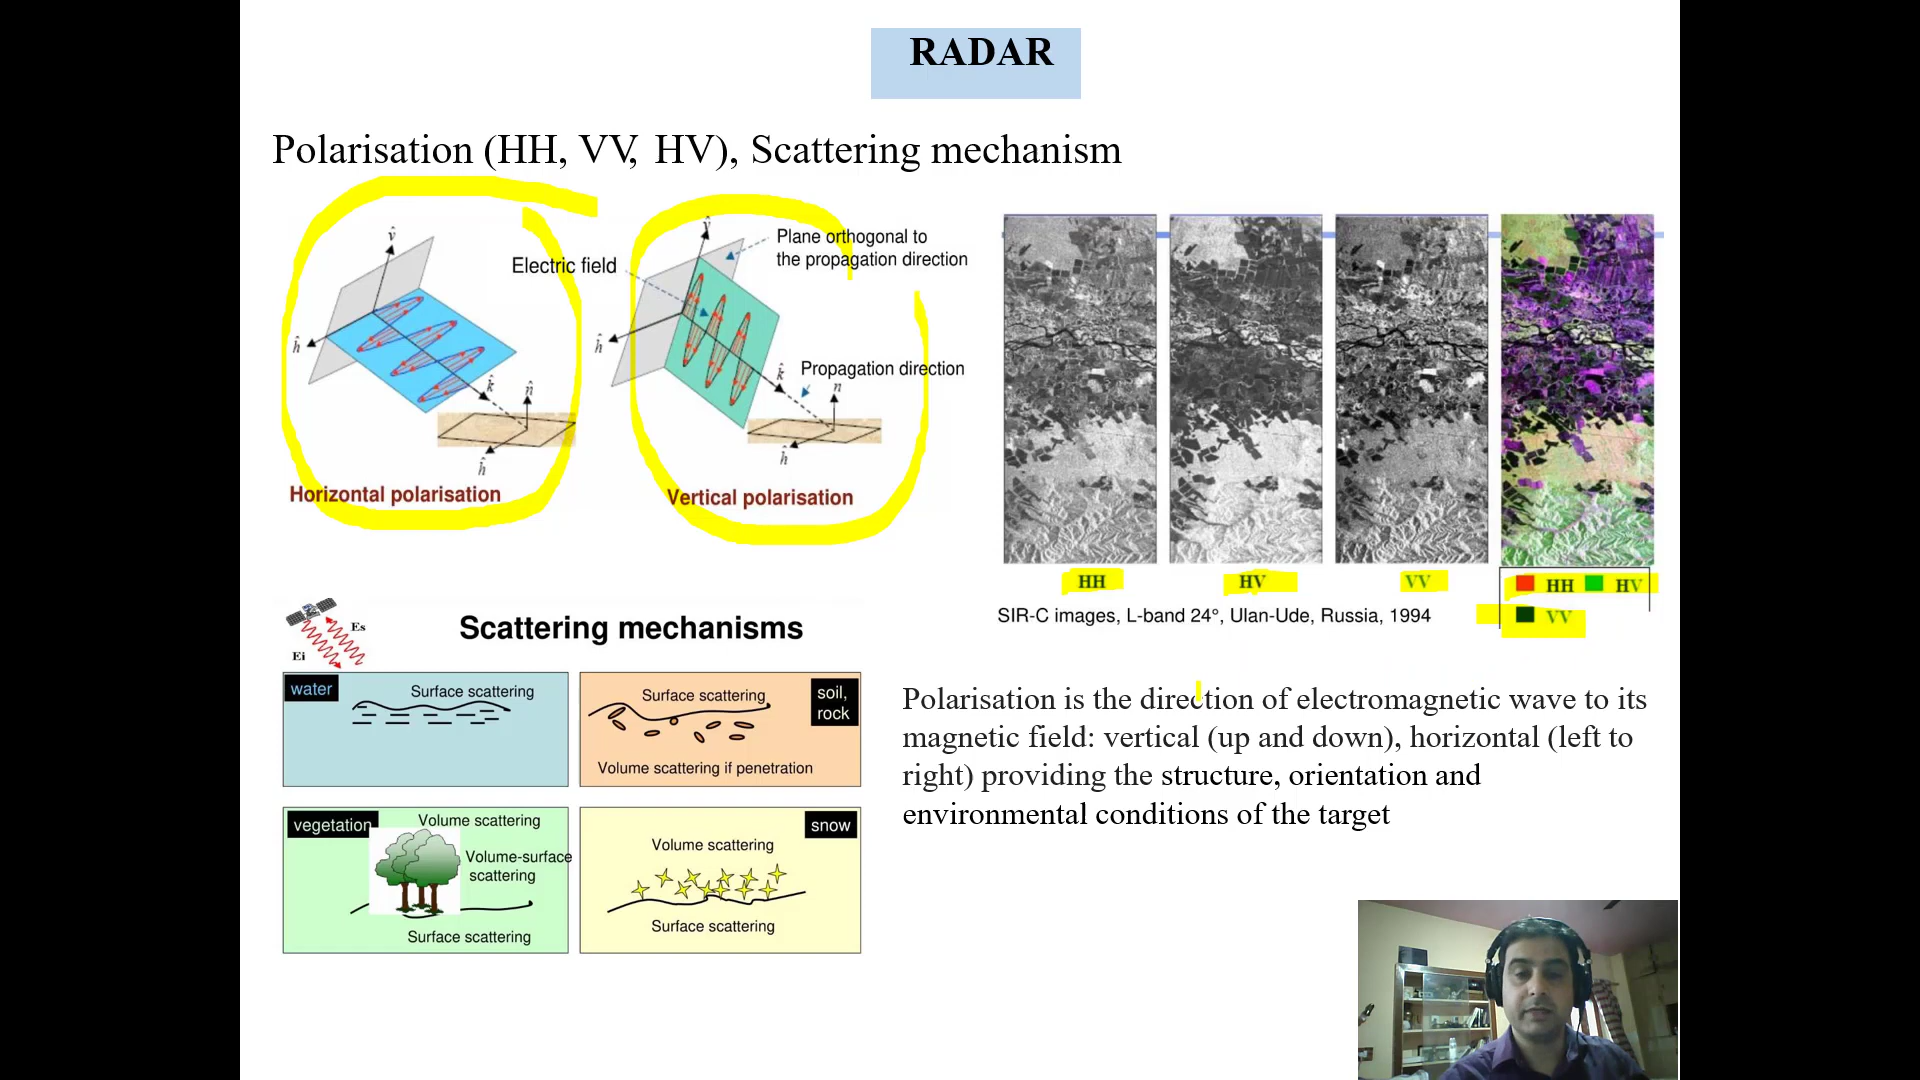 RADAR
Polarisation (HH, VV, HV), Scattering mechanism
v̂
ĥ
k̂
n̂
ĥ
Horizontal polarisation
Electric field
v̂
Plane orthogonal to
the propagation direction
ĥ
k̂
Propagation direction
n
ĥ
Vertical polarisation
HH
HV
VV
HH HV
VV
SIR-C images, L-band 24°, Ulan-Ude, Russia, 1994
Es
Ei
Scattering mechanisms
water
Surface scattering
Surface scattering
soil,
rock
Volume scattering if penetration
vegetation
Volume scattering
Volume-surface
scattering
Surface scattering
snow
Volume scattering
Surface scattering
Polarisation is the direction of electromagnetic wave to its
magnetic field: vertical (up and down), horizontal (left to
right) providing the structure, orientation and
environmental conditions of the target